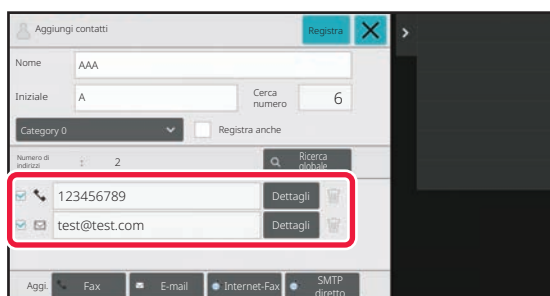 Aggiungi contatti
Registra
Nome
AAA
Iniziale
A
Cerca numero
6
Category 0
Registra anche
Numero di indirizzi
:
2
Ricerca globale
123456789
Dettagli
test@test.com
Dettagli
Aggi.
Fax
E-mail
Internet-Fax
SMTP diretto